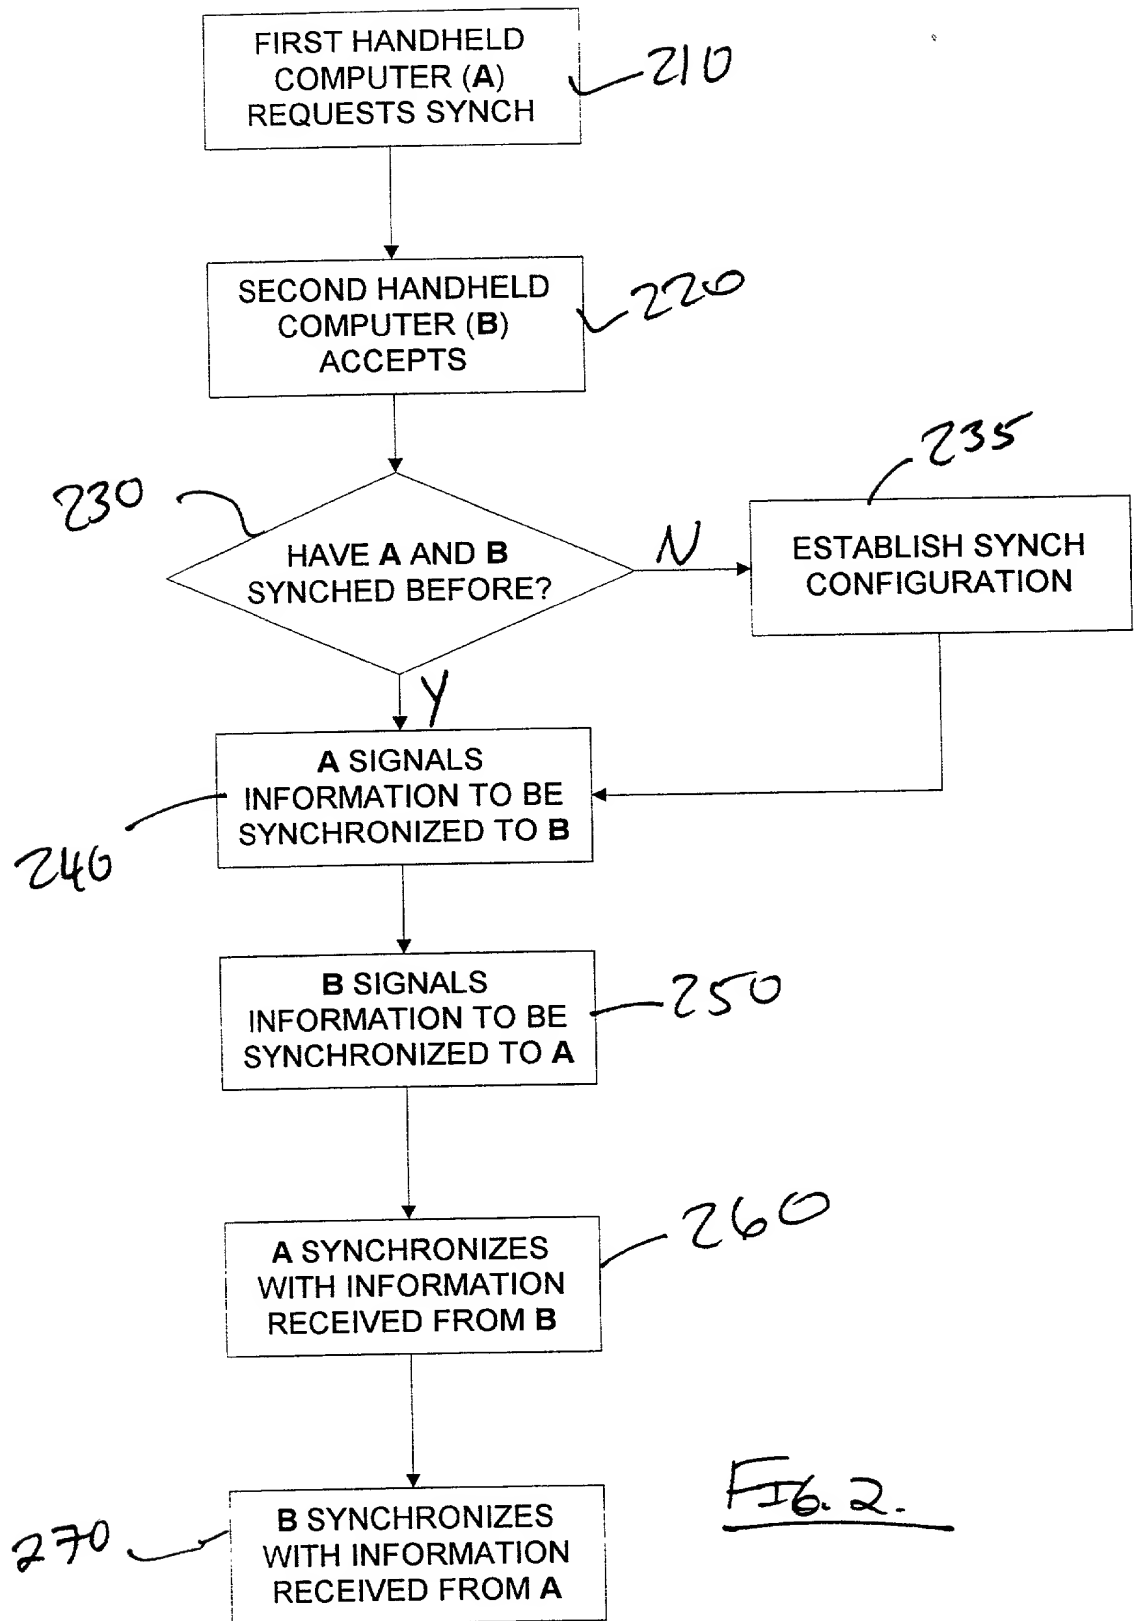 FIRST HANDHELD
COMPUTER (A)
REQUESTS SYNCH
210
SECOND HANDHELD
COMPUTER (B)
ACCEPTS
220
230
HAVE A AND B
SYNCHED BEFORE?
N
235
ESTABLISH SYNCH
CONFIGURATION
Y
A SIGNALS
INFORMATION TO BE
SYNCHRONIZED TO B
240
B SIGNALS
INFORMATION TO BE
SYNCHRONIZED TO A
250
A SYNCHRONIZES
WITH INFORMATION
RECEIVED FROM B
260
B SYNCHRONIZES
WITH INFORMATION
RECEIVED FROM A
270
FIG. 2.